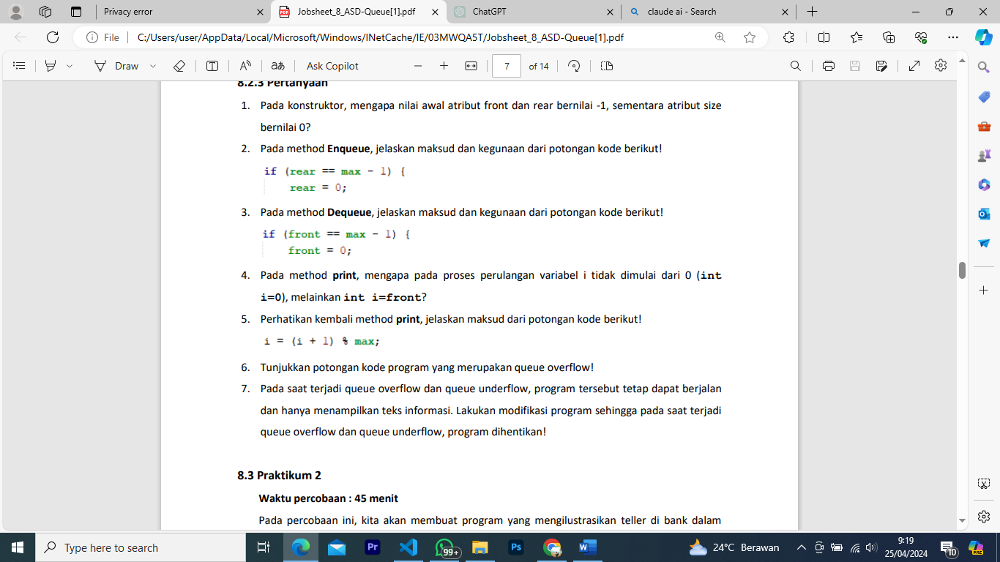 Privacy error
Jobsheet_8_ASD-Queue[1].pdf
ChatGPT
claude ai - Search
File
C:/Users/user/AppData/Local/Microsoft/Windows/INetCache/IE/03MWQA5T/Jobsheet_8_ASD-Queue[1].pdf
Draw
A
aあ
Ask Copilot
7
of 14
8.2.3 Pertanyaan
1. Pada konstruktor, mengapa nilai awal atribut front dan rear bernilai -1, sementara atribut size
bernilai 0?
2. Pada method Enqueue, jelaskan maksud dan kegunaan dari potongan kode berikut!
if (rear == max - 1) {
rear = 0;
3. Pada method Dequeue, jelaskan maksud dan kegunaan dari potongan kode berikut!
if (front == max - 1) {
front = 0;
4. Pada method print, mengapa pada proses perulangan variabel i tidak dimulai dari 0 (int
i=0), melainkan int i=front?
5. Perhatikan kembali method print, jelaskan maksud dari potongan kode berikut!
i = (i + 1) % max;
6. Tunjukkan potongan kode program yang merupakan queue overflow!
7. Pada saat terjadi queue overflow dan queue underflow, program tersebut tetap dapat berjalan
dan hanya menampilkan teks informasi. Lakukan modifikasi program sehingga pada saat terjadi
queue overflow dan queue underflow, program dihentikan!
8.3 Praktikum 2
Waktu percobaan : 45 menit
Pada percobaan ini, kita akan membuat program yang mengilustrasikan teller di bank dalam
Type here to search
Pr
99+
Ps
24°C Berawan
9:19
25/04/2024
10
PRE